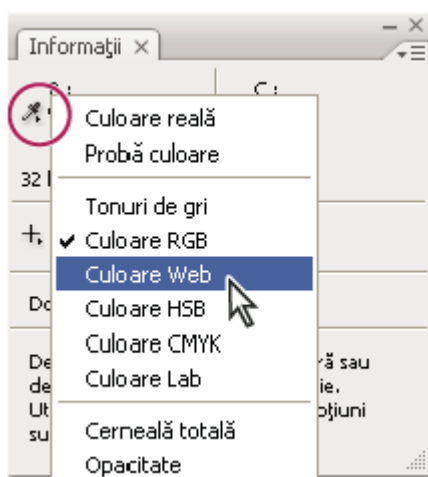 Informaţii
C :
Culoare reală
Probă culoare
32
Tonuri de gri
Culoare RGB
Culoare Web
Culoare HSB
Culoare CMYK
Culoare Lab
Cerneală totală
Opacitate
sau